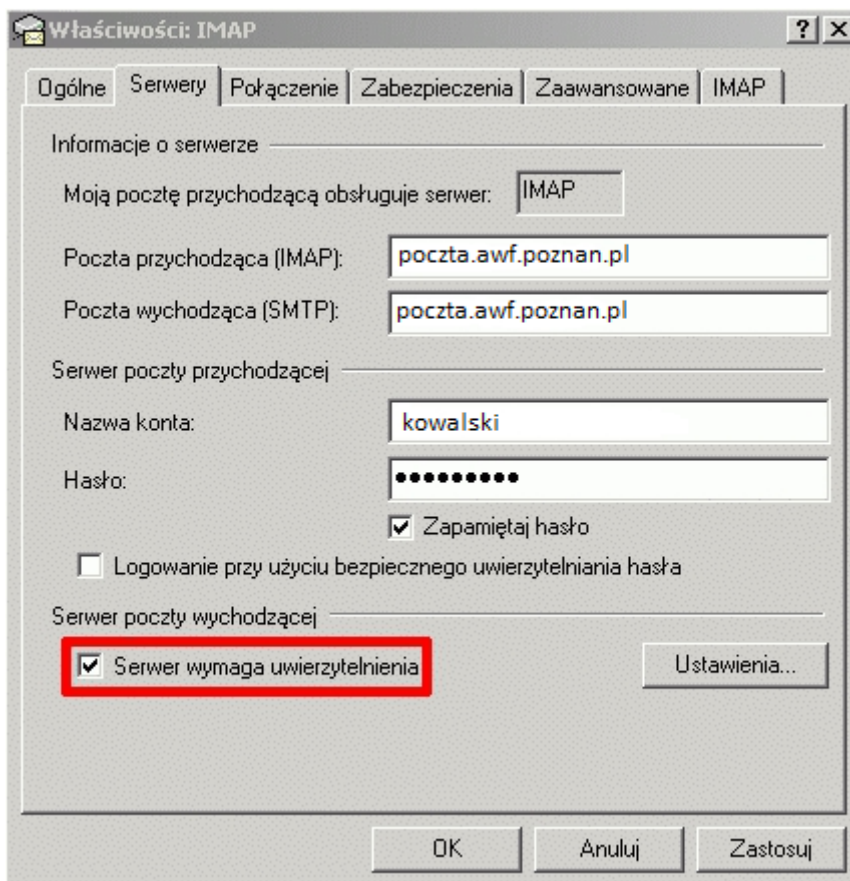 Właściwości: IMAP
Ogólne Serwery Połączenie Zabezpieczenia Zaawansowane IMAP
Informacje o serwerze
Moją pocztę przychodzącą obsługuje serwer: IMAP
Poczta przychodząca (IMAP): poczta.awf.poznan.pl
Poczta wychodząca (SMTP): poczta.awf.poznan.pl
Serwer poczty przychodzącej
Nazwa konta: kowalski
Hasło: •••••••••
Zapamiętaj hasło
Logowanie przy użyciu bezpiecznego uwierzytelniania hasła
Serwer poczty wychodzącej
Serwer wymaga uwierzytelnienia Ustawienia...
OK Anuluj Zastosuj